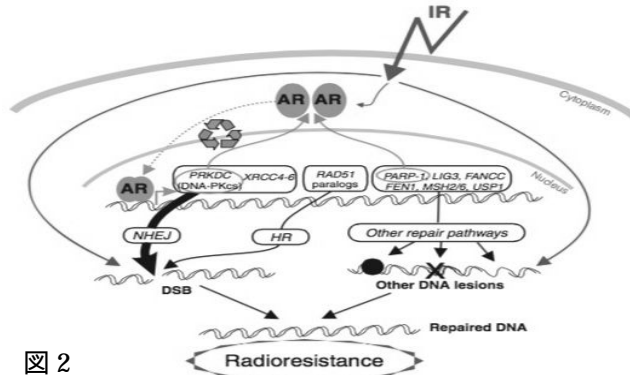 IR
AR AR
Cytoplasm
Nucleus
AR
PRKDC
(DNA-PKcs)
XRCC4-6
RAD51
paralogs
PARP-1, LIG3, FANCC
FEN1, MSH2/6, USP1
NHEJ
HR
Other repair pathways
X
DSB
Other DNA lesions
Repaired DNA
図 2
Radioresistance